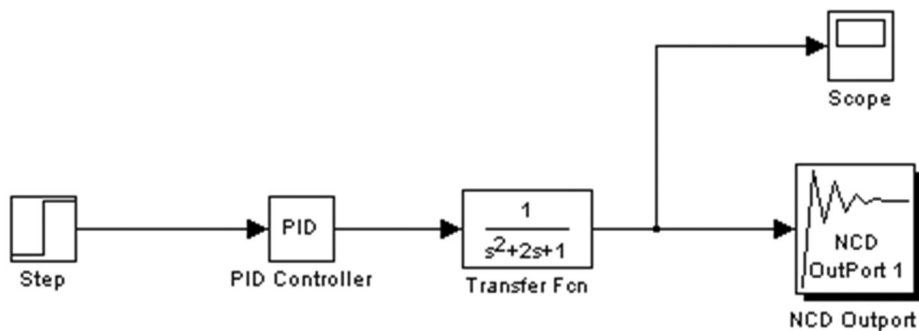 Scope
Step
PID
PID Controller
1
s²+2s+1
Transfer Fcn
NCD
OutPort 1
NCD Outport